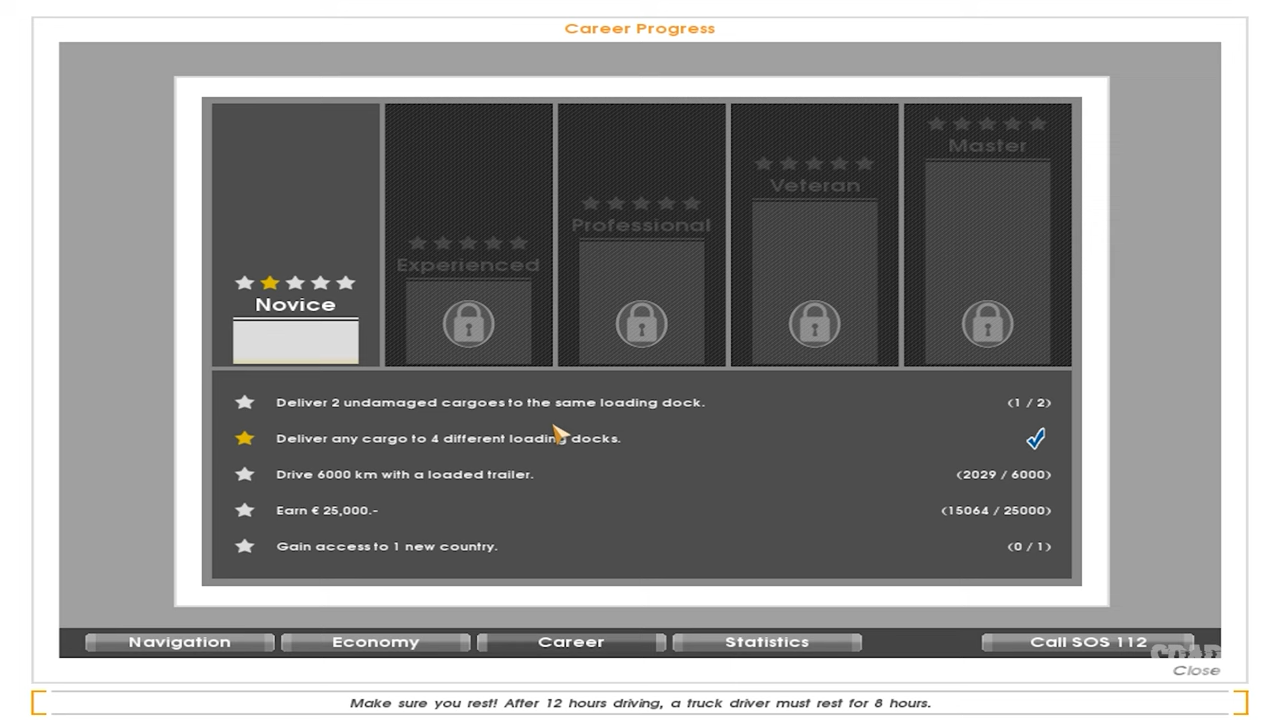 Career Progress
Master
Veteran
Professional
Experienced
Novice
Deliver 2 undamaged cargoes to the same loading dock. (1 / 2)
Deliver any cargo to 4 different loading docks.
Drive 6000 km with a loaded trailer. (2029 / 6000)
Earn € 25,000.- (15064 / 25000)
Gain access to 1 new country. (0 / 1)
Navigation Economy Career Statistics Call SOS 112
Close
Make sure you rest! After 12 hours driving, a truck driver must rest for 8 hours.